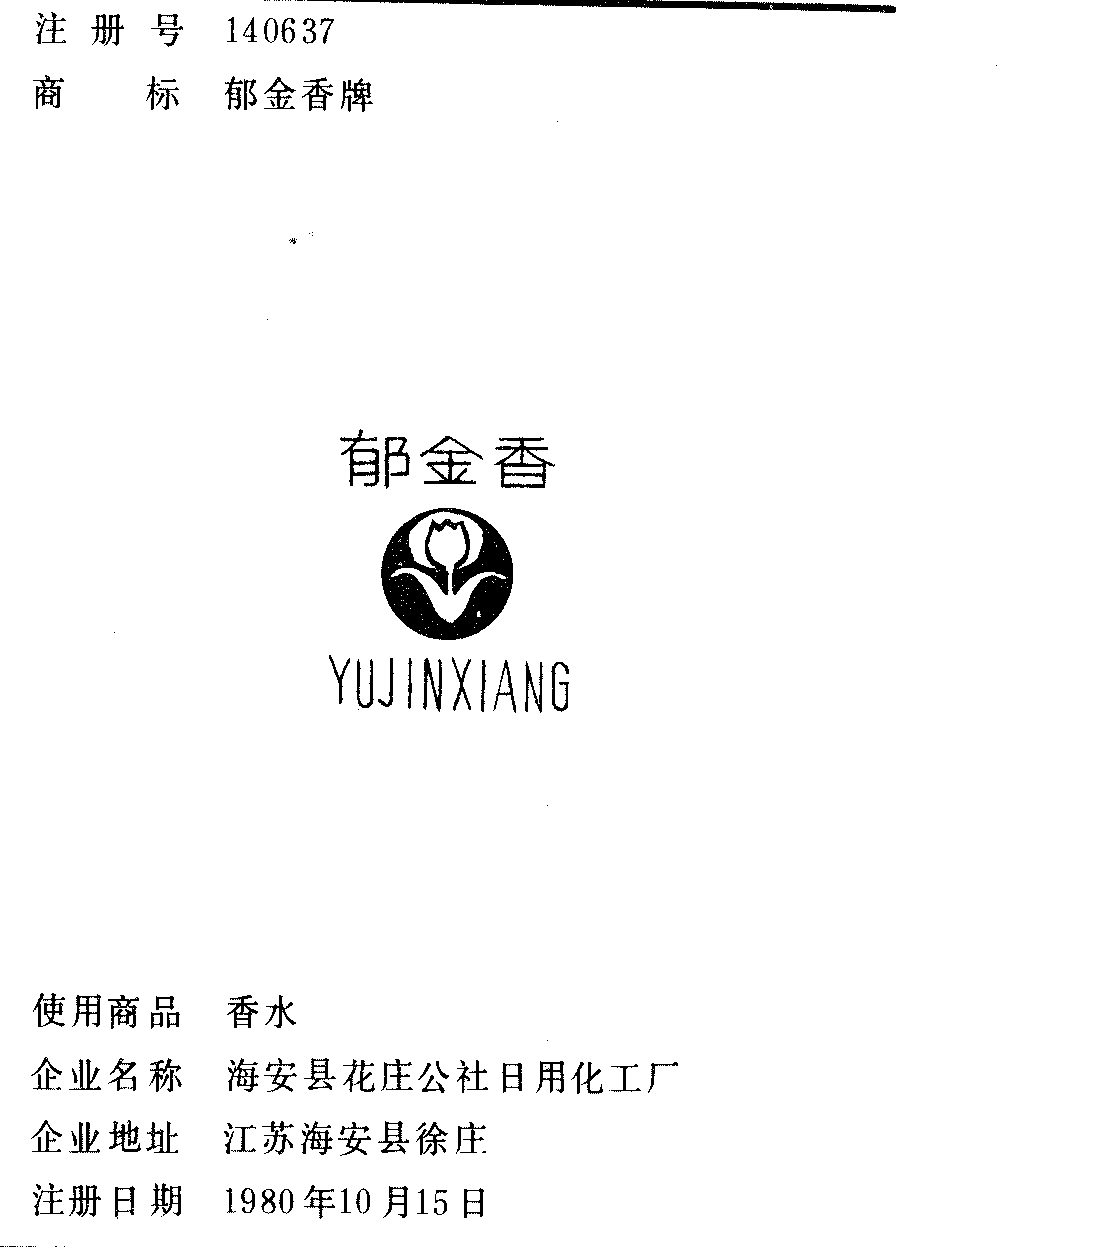 注册号 140637
商标 郁金香牌
郁金香
YUJINXIANG
使用商品 香水
企业名称 海安县花庄公社日用化工厂
企业地址 江苏海安县徐庄
注册日期 1980年10月15日